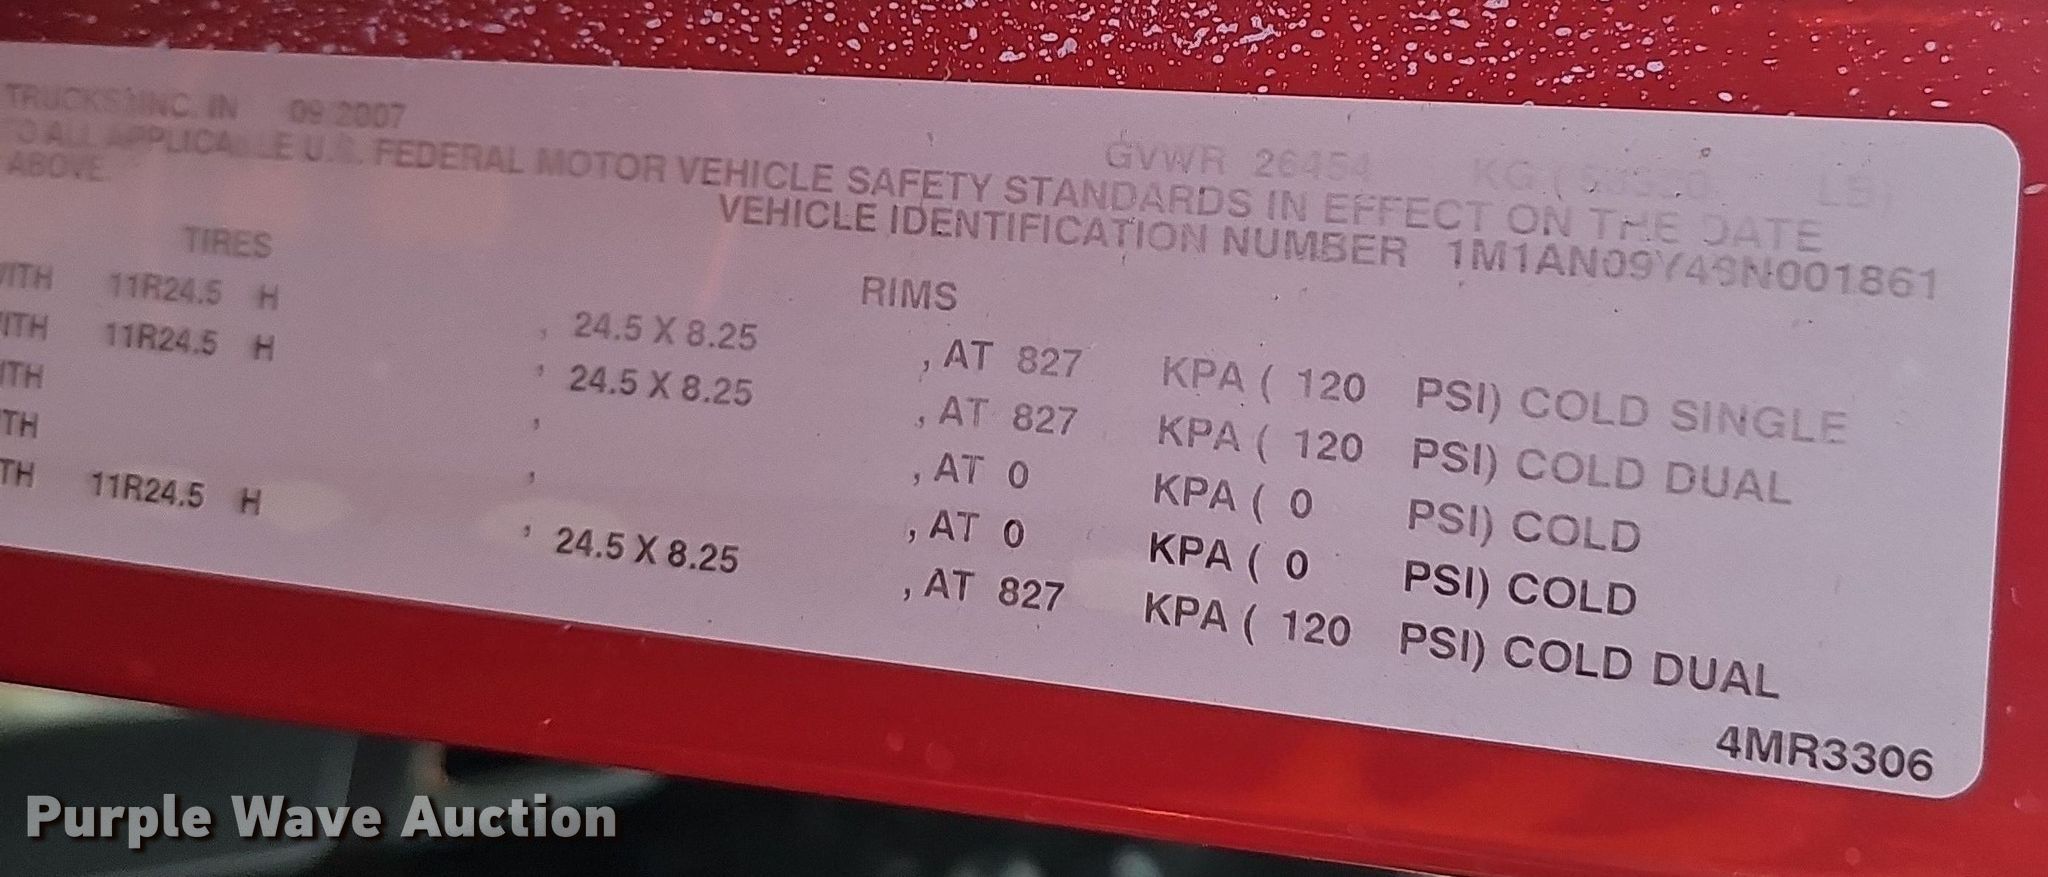 TRUCKS INC. IN 09/2007 GVWR 26454 KG ( LB)
TO ALL APPLICABLE U.S. FEDERAL MOTOR VEHICLE SAFETY STANDARDS IN EFFECT ON THE DATE
ABOVE. VEHICLE IDENTIFICATION NUMBER
TIRES RIMS
WITH 11R24.5 H , 24.5 X 8.25 , AT 827 KPA ( 120 PSI) COLD SINGLE
WITH 11R24.5 H , 24.5 X 8.25 , AT 827 KPA ( 120 PSI) COLD DUAL
ITH , , AT 0 KPA ( 0 PSI) COLD
TH , , AT 0 KPA ( 0 PSI) COLD
TH 11R24.5 H , 24.5 X 8.25 , AT 827 KPA ( 120 PSI) COLD DUAL
4MR3306
Purple Wave Auction